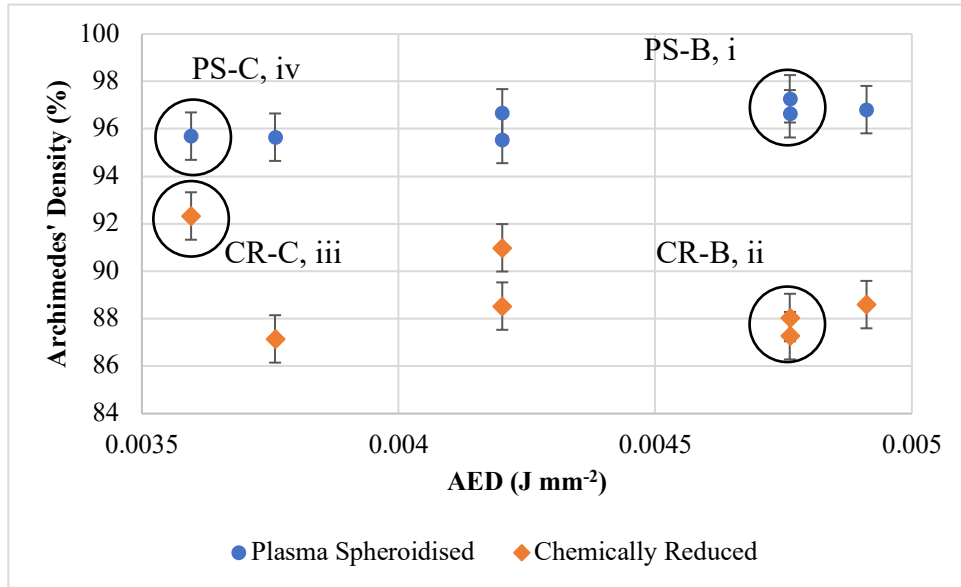 100
98
96
94
92
90
88
86
84
Archimedes' Density (%)
PS-C, iv
PS-B, i
CR-C, iii
CR-B, ii
0.0035
0.004
0.0045
0.005
AED (J mm⁻²)
Plasma Spheroidised
Chemically Reduced